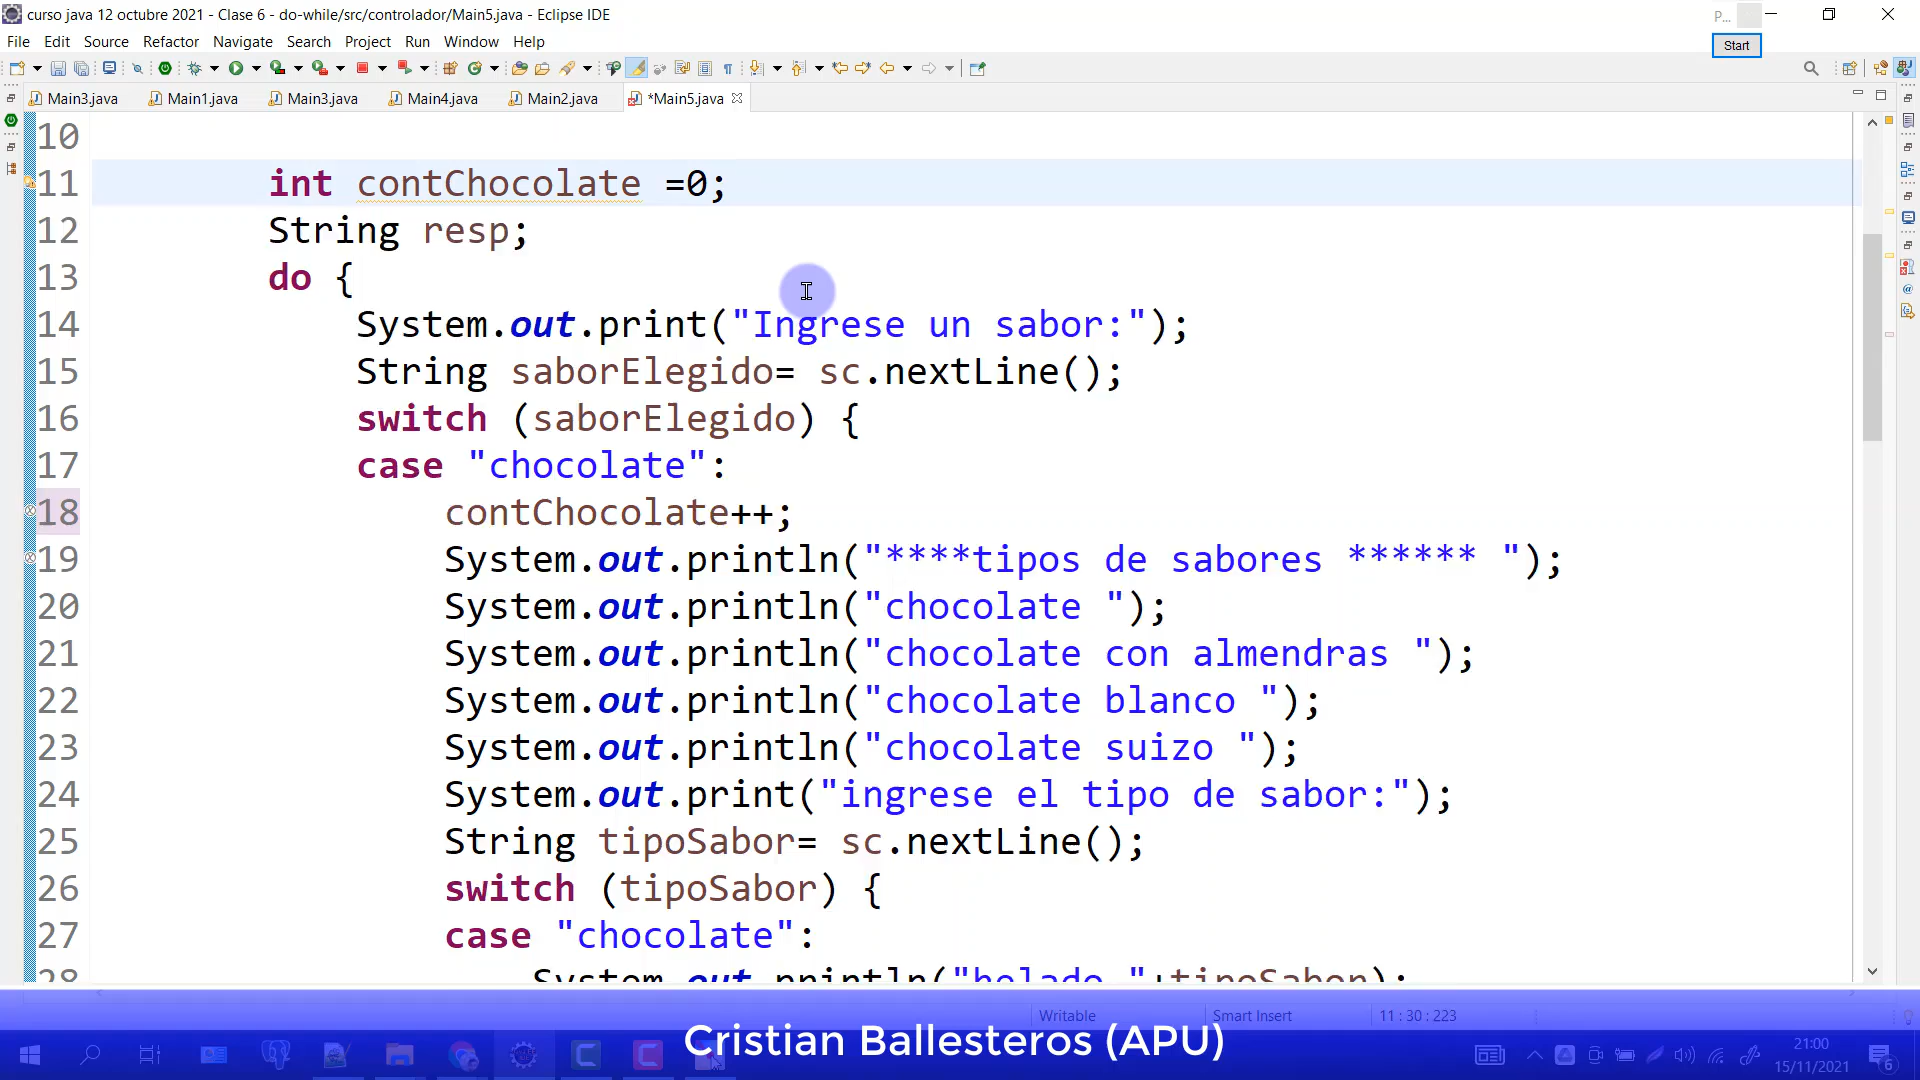 curso java 12 octubre 2021 - Clase 6 - do-while/src/controlador/Main5.java - Eclipse IDE
P...
File Edit Source Refactor Navigate Search Project Run Window Help
Start
Main3.java Main1.java Main3.java Main4.java Main2.java *Main5.java
10
11 int contChocolate =0;
12 String resp;
13 do {
14 System.out.print("Ingrese un sabor:");
15 String saborElegido= sc.nextLine();
16 switch (saborElegido) {
17 case "chocolate":
18 contChocolate++;
19 System.out.println("****tipos de sabores ****** ");
20 System.out.println("chocolate ");
21 System.out.println("chocolate con almendras ");
22 System.out.println("chocolate blanco ");
23 System.out.println("chocolate suizo ");
24 System.out.print("ingrese el tipo de sabor:");
25 String tipoSabor= sc.nextLine();
26 switch (tipoSabor) {
27 case "chocolate":
28 System.out.println("helado "+tipoSabor);
Writable Smart Insert 11 : 30 : 223
Cristian Ballesteros (APU)
21:00
15/11/2021
6